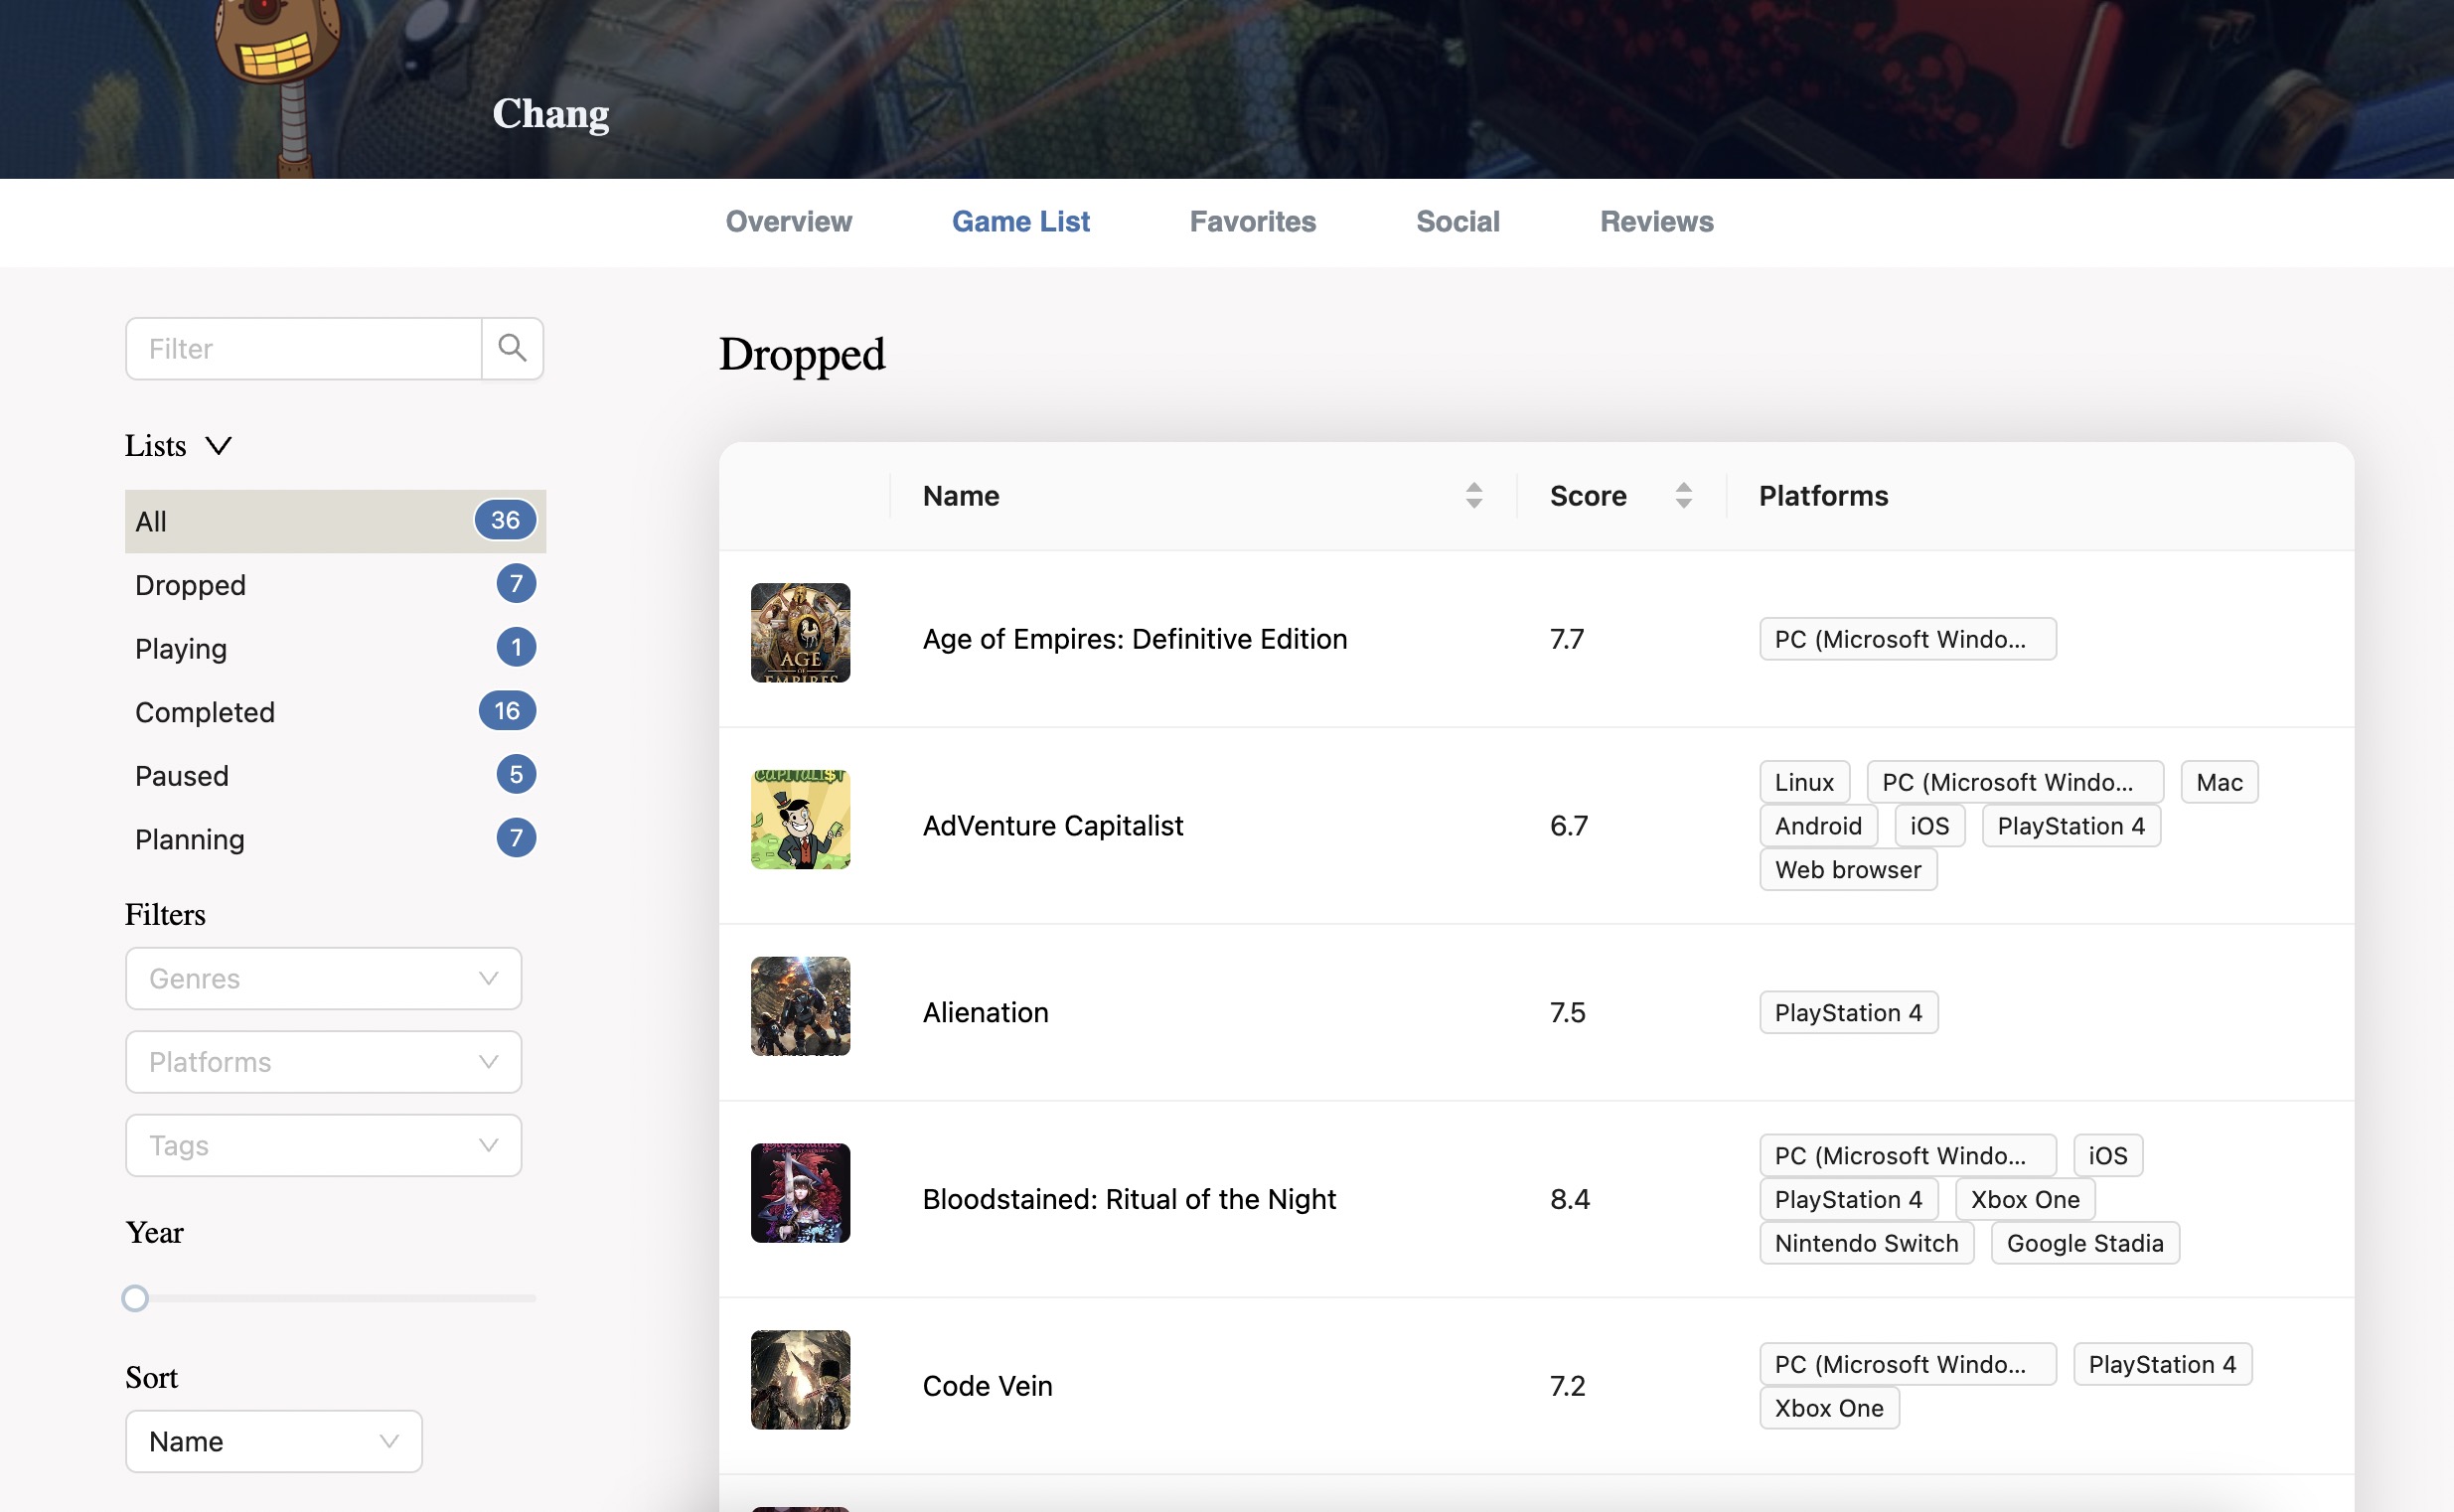 Chang
Overview Game List Favorites Social Reviews
Filter
Lists
All 36
Dropped 7
Playing 1
Completed 16
Paused 5
Planning 7
Filters
Genres
Platforms
Tags
Year
Sort
Name
Dropped
Name Score Platforms
AGE
OF
EMPIRES
Age of Empires: Definitive Edition 7.7 PC (Microsoft Windo...
CAPITALI$T
AdVenture Capitalist 6.7 Linux PC (Microsoft Windo... Mac
Android iOS PlayStation 4
Web browser
Alienation 7.5 PlayStation 4
Bloodstained: Ritual of the Night 8.4 PC (Microsoft Windo... iOS
PlayStation 4 Xbox One
Nintendo Switch Google Stadia
Code Vein 7.2 PC (Microsoft Windo... PlayStation 4
Xbox One